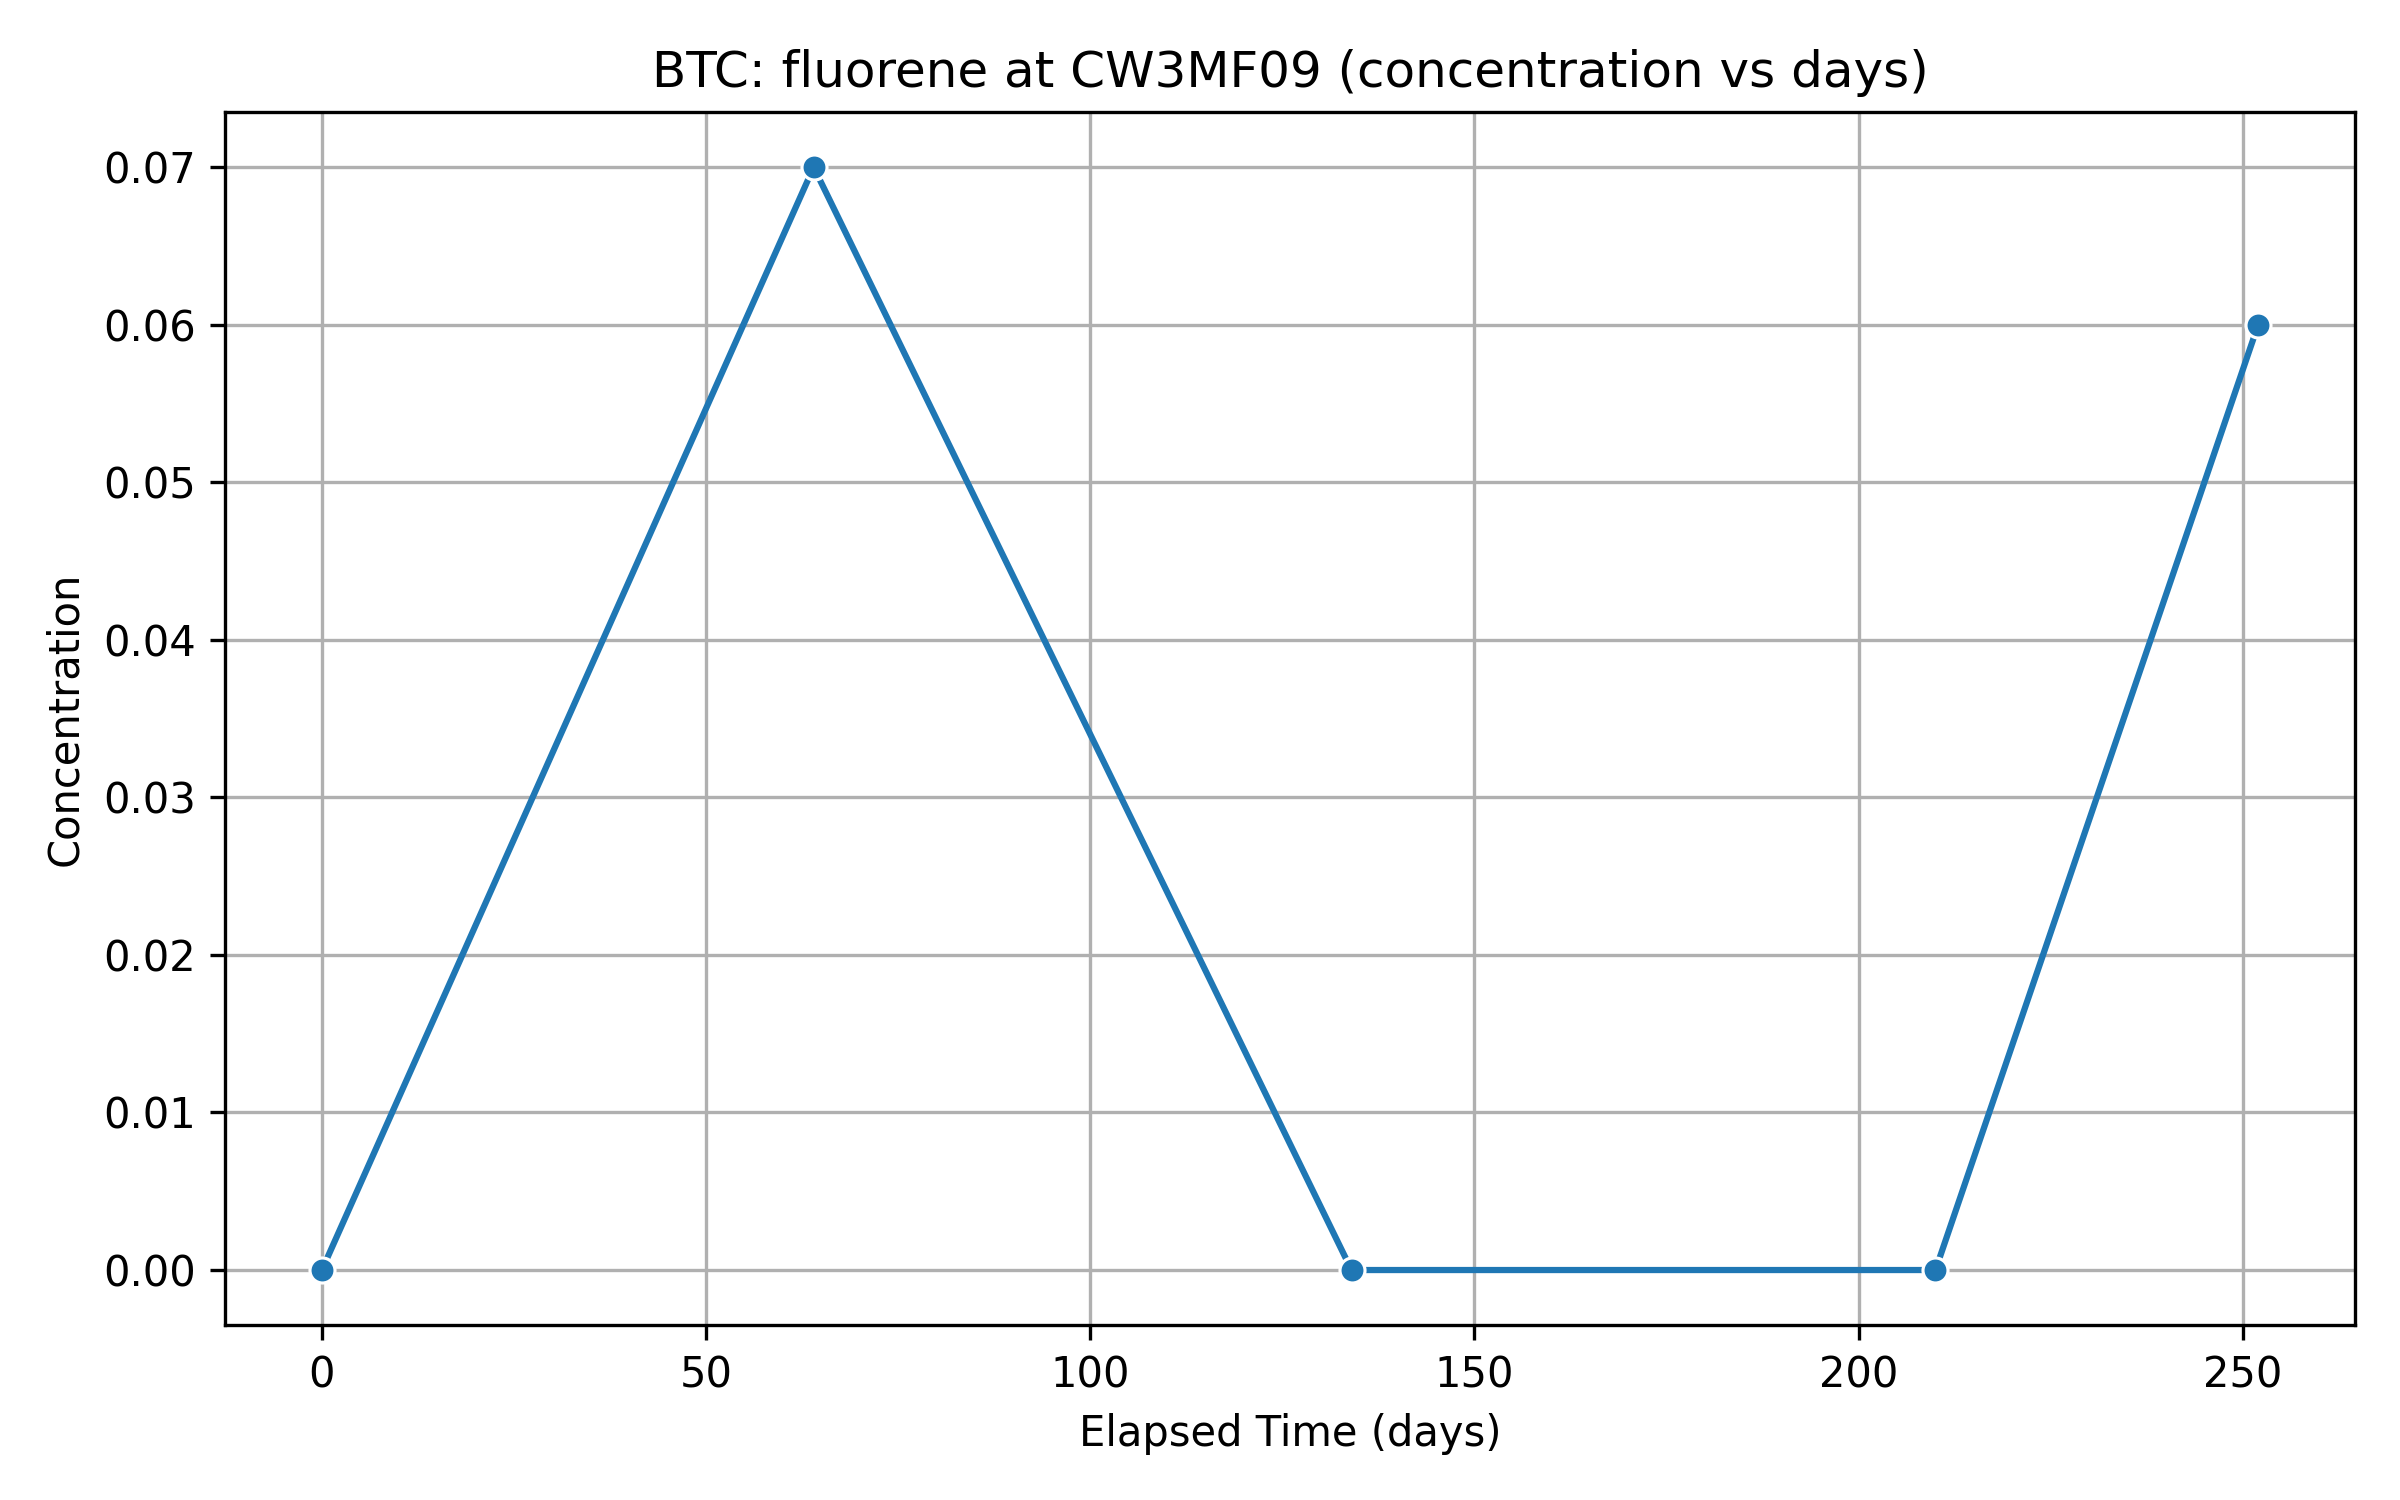 BTC: fluorene at CW3MF09 (concentration vs days)
0.07
0.06
0.05
0.04
0.03
0.02
0.01
0.00
Concentration
0 50 100 150 200 250
Elapsed Time (days)